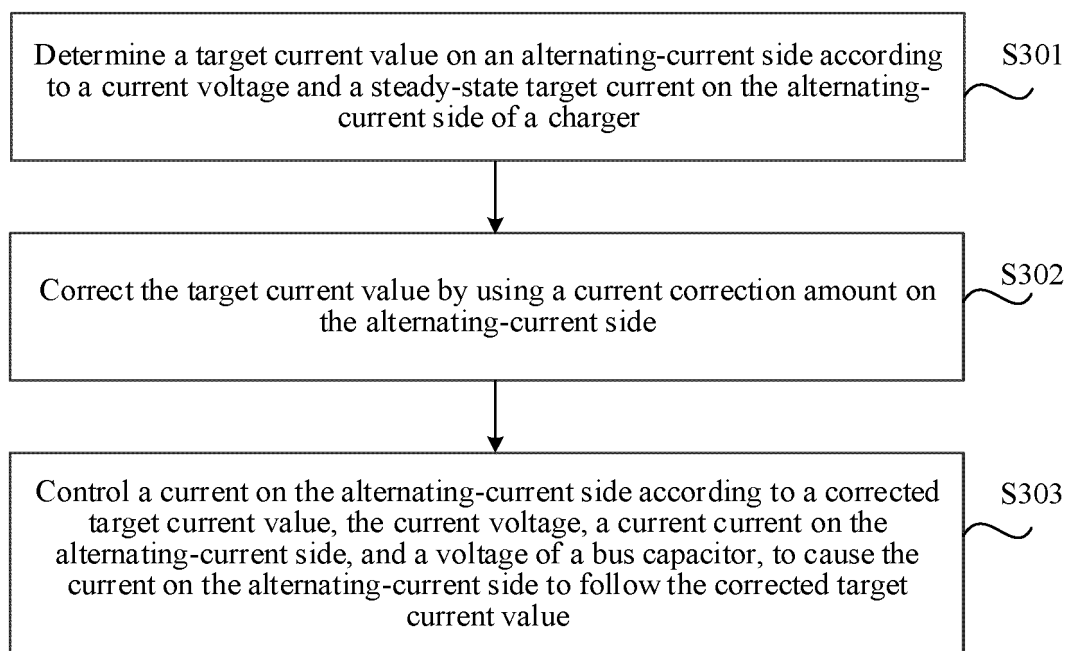 Determine a target current value on an alternating-current side according
to a current voltage and a steady-state target current on the alternating-
current side of a charger
S301
Correct the target current value by using a current correction amount on
the alternating-current side
S302
Control a current on the alternating-current side according to a corrected
target current value, the current voltage, a current current on the
alternating-current side, and a voltage of a bus capacitor, to cause the
current on the alternating-current side to follow the corrected target
current value
S303